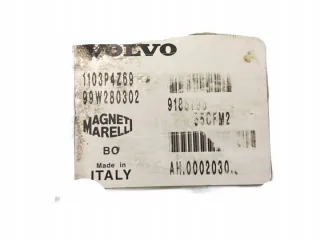 VOLVO
1103P4Z69
99W280302
MAGNETI
MARELLI
BO
Made in
ITALY
AH.0002030.